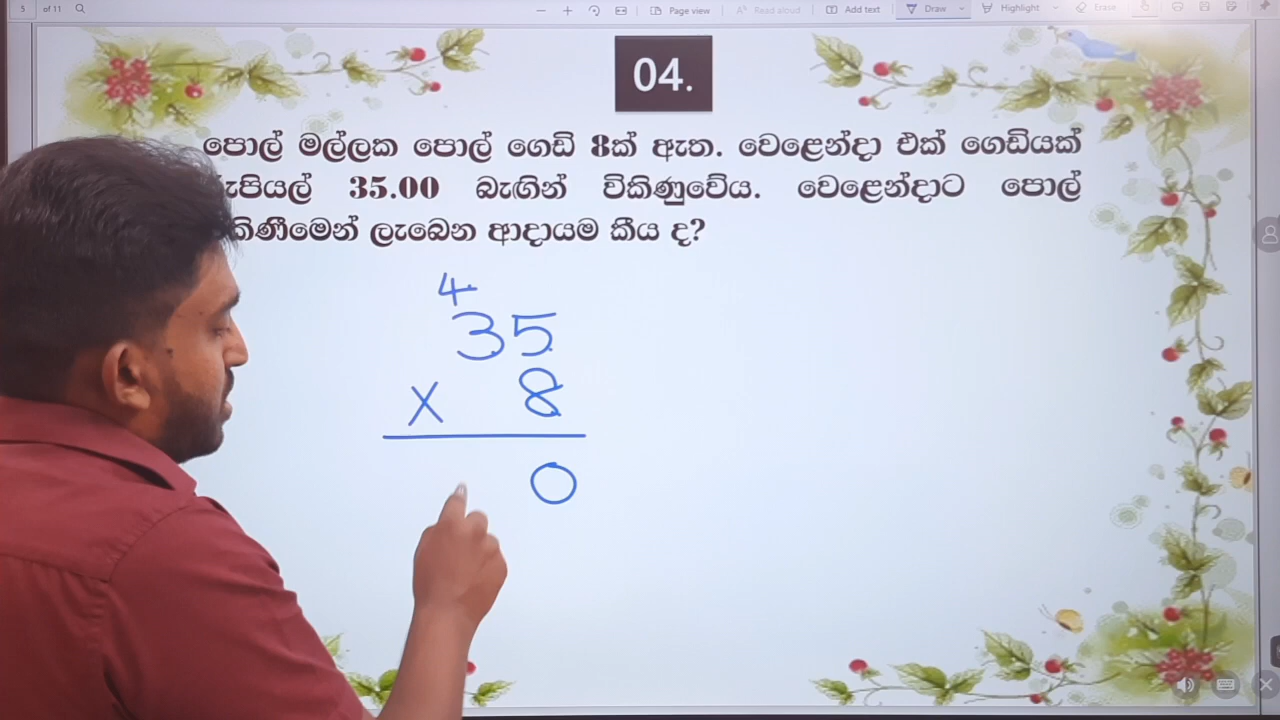 5 of 11 Page view Read aloud Add text Draw Highlight Erase
04.
පොල් මල්ලක පොල් ගෙඩි 8ක් ඇත. වෙළෙන්දා එක් ගෙඩියක්
35.00 බැඟින් විකිණුවේය. වෙළෙන්දාට පොල්
ලැබෙන ආදායම කීය ද?
4
35
x 8
0